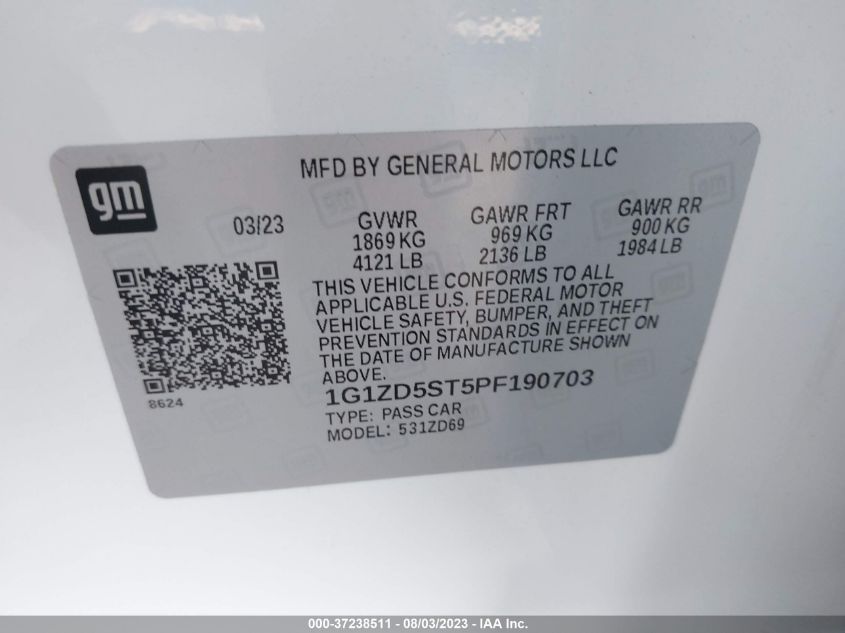 gm
MFD BY GENERAL MOTORS LLC
03/23
GVWR
1869 KG
4121 LB
GAWR FRT
969 KG
2136 LB
GAWR RR
900 KG
1984 LB
THIS VEHICLE CONFORMS TO ALL
APPLICABLE U.S. FEDERAL MOTOR
VEHICLE SAFETY, BUMPER, AND THEFT
PREVENTION STANDARDS IN EFFECT ON
THE DATE OF MANUFACTURE SHOWN
ABOVE.
8624
1G1ZD5ST5PF190703
TYPE: PASS CAR
MODEL: 531ZD69
000-37238511 - 08/03/2023 - IAA Inc.